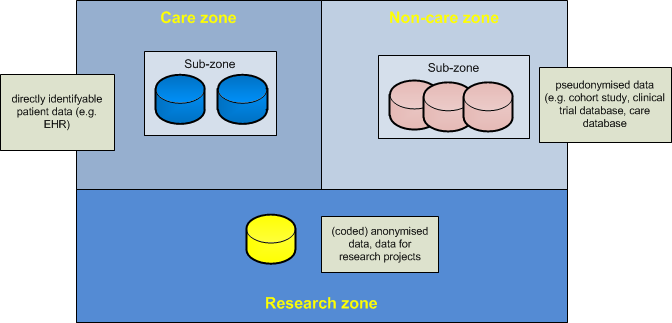 Care zone
Non-care zone
Sub-zone
Sub-zone
directly identifyable
patient data (e.g.
EHR)
pseudonymised data
(e.g. cohort study, clinical
trial database, care
database
(coded) anonymised
data, data for
research projects
Research zone